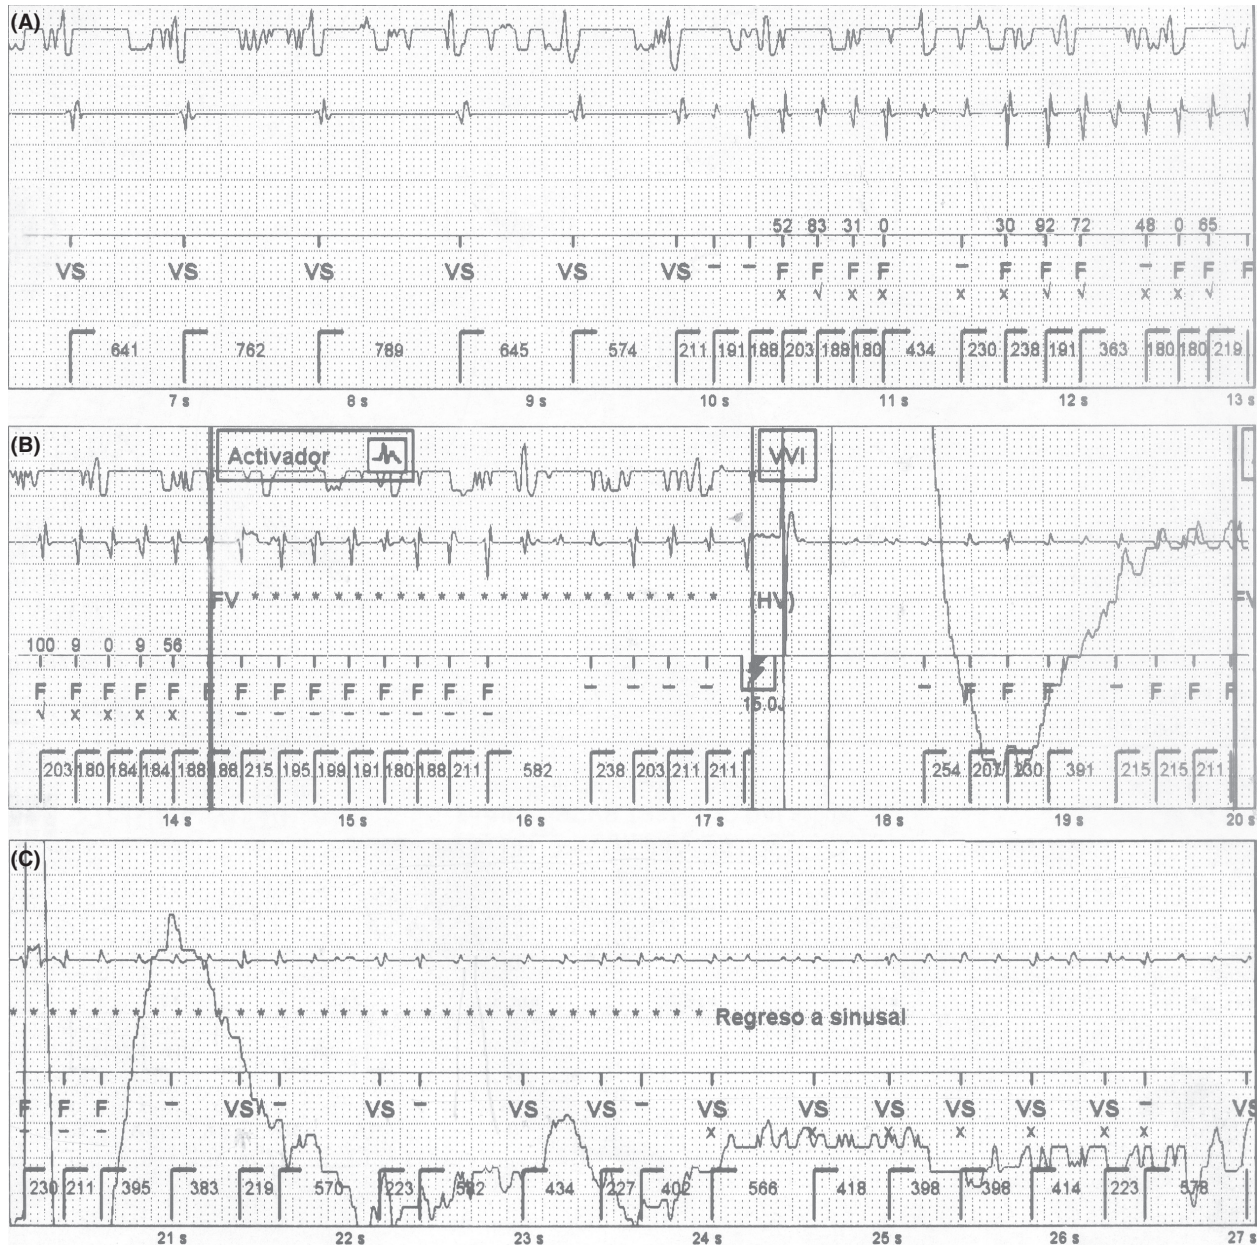 (A)
52 83 31 0 30 92 72 48 0 65
VS VS VS VS VS VS – – F F F F – F F F – F F F
x √ x x x x √ √ x x √
641 762 789 645 574 211 191 188 203 188 180 434 230 238 191 363 180 180 219
7 s 8 s 9 s 10 s 11 s 12 s 13 s
(B)
Activador
VVI
FV * * * * * * * * * * * * * * * * * * * * * * * (HV)
100 9 0 9 56
F F F F F F F F F F F F F F – – – – – F F F – F F F
√ x x x x – – – – – – – –
15.0J
203 180 184 184 188 188 215 195 199 191 180 188 211 582 238 203 211 211 254 207 230 391 215 215 211
14 s 15 s 16 s 17 s 18 s 19 s 20 s
(C)
* * * * * * * * * * * * * * * * * * * * * * * * * * * * * * * * * * * Regreso a sinusal
F F F – VS – VS – VS VS – VS VS VS VS VS VS – VS
– – – x x x x x x x
230 211 395 383 219 570 223 582 434 227 402 566 418 398 398 414 223 578
21 s 22 s 23 s 24 s 25 s 26 s 27 s